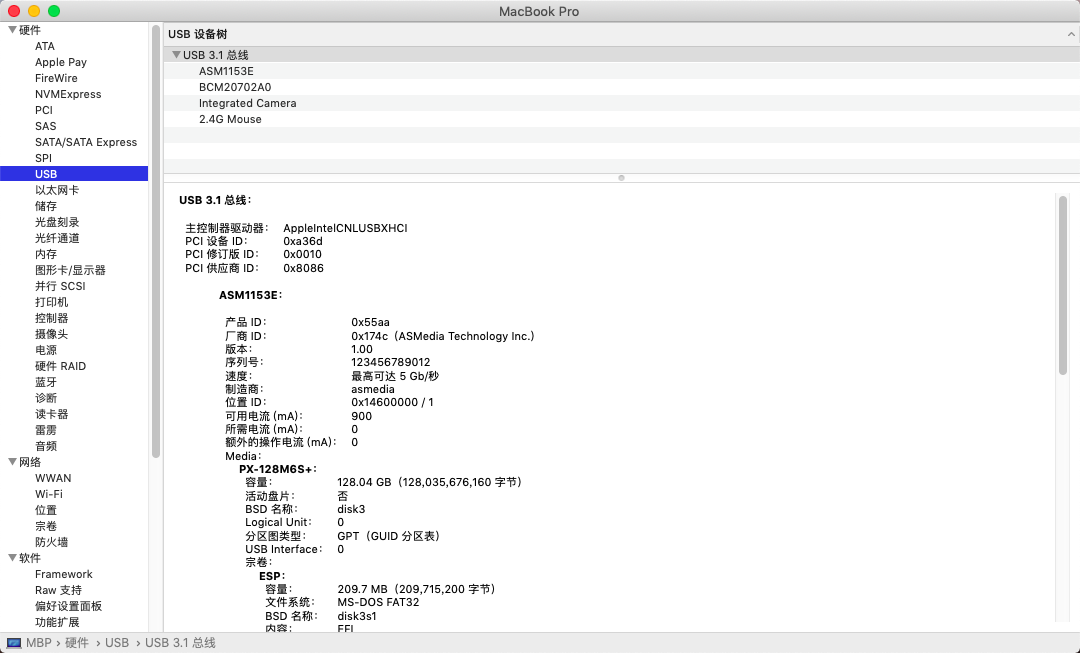 MacBook Pro
硬件
ATA
Apple Pay
FireWire
NVMExpress
PCI
SAS
SATA/SATA Express
SPI
USB
以太网卡
储存
光盘刻录
光纤通道
内存
图形卡/显示器
并行 SCSI
打印机
控制器
摄像头
电源
硬件 RAID
蓝牙
诊断
读卡器
雷雳
音频
网络
WWAN
Wi-Fi
位置
宗卷
防火墙
软件
Framework
Raw 支持
偏好设置面板
功能扩展
USB 设备树
USB 3.1 总线
ASM1153E
BCM20702A0
Integrated Camera
2.4G Mouse
USB 3.1 总线:
主控制器驱动器: AppleIntelCNLUSBXHCI
PCI 设备 ID: 0xa36d
PCI 修订版 ID: 0x0010
PCI 供应商 ID: 0x8086
ASM1153E:
产品 ID: 0x55aa
厂商 ID: 0x174c（ASMedia Technology Inc.）
版本: 1.00
序列号: 123456789012
速度: 最高可达 5 Gb/秒
制造商: asmedia
位置 ID: 0x14600000 / 1
可用电流 (mA): 900
所需电流 (mA): 0
额外的操作电流 (mA): 0
Media:
PX-128M6S+:
容量: 128.04 GB（128,035,676,160 字节）
活动盘片: 否
BSD 名称: disk3
Logical Unit: 0
分区图类型: GPT（GUID 分区表）
USB Interface: 0
宗卷:
ESP:
容量: 209.7 MB（209,715,200 字节）
文件系统: MS-DOS FAT32
BSD 名称: disk3s1
内容: EFI
MBP › 硬件 › USB › USB 3.1 总线